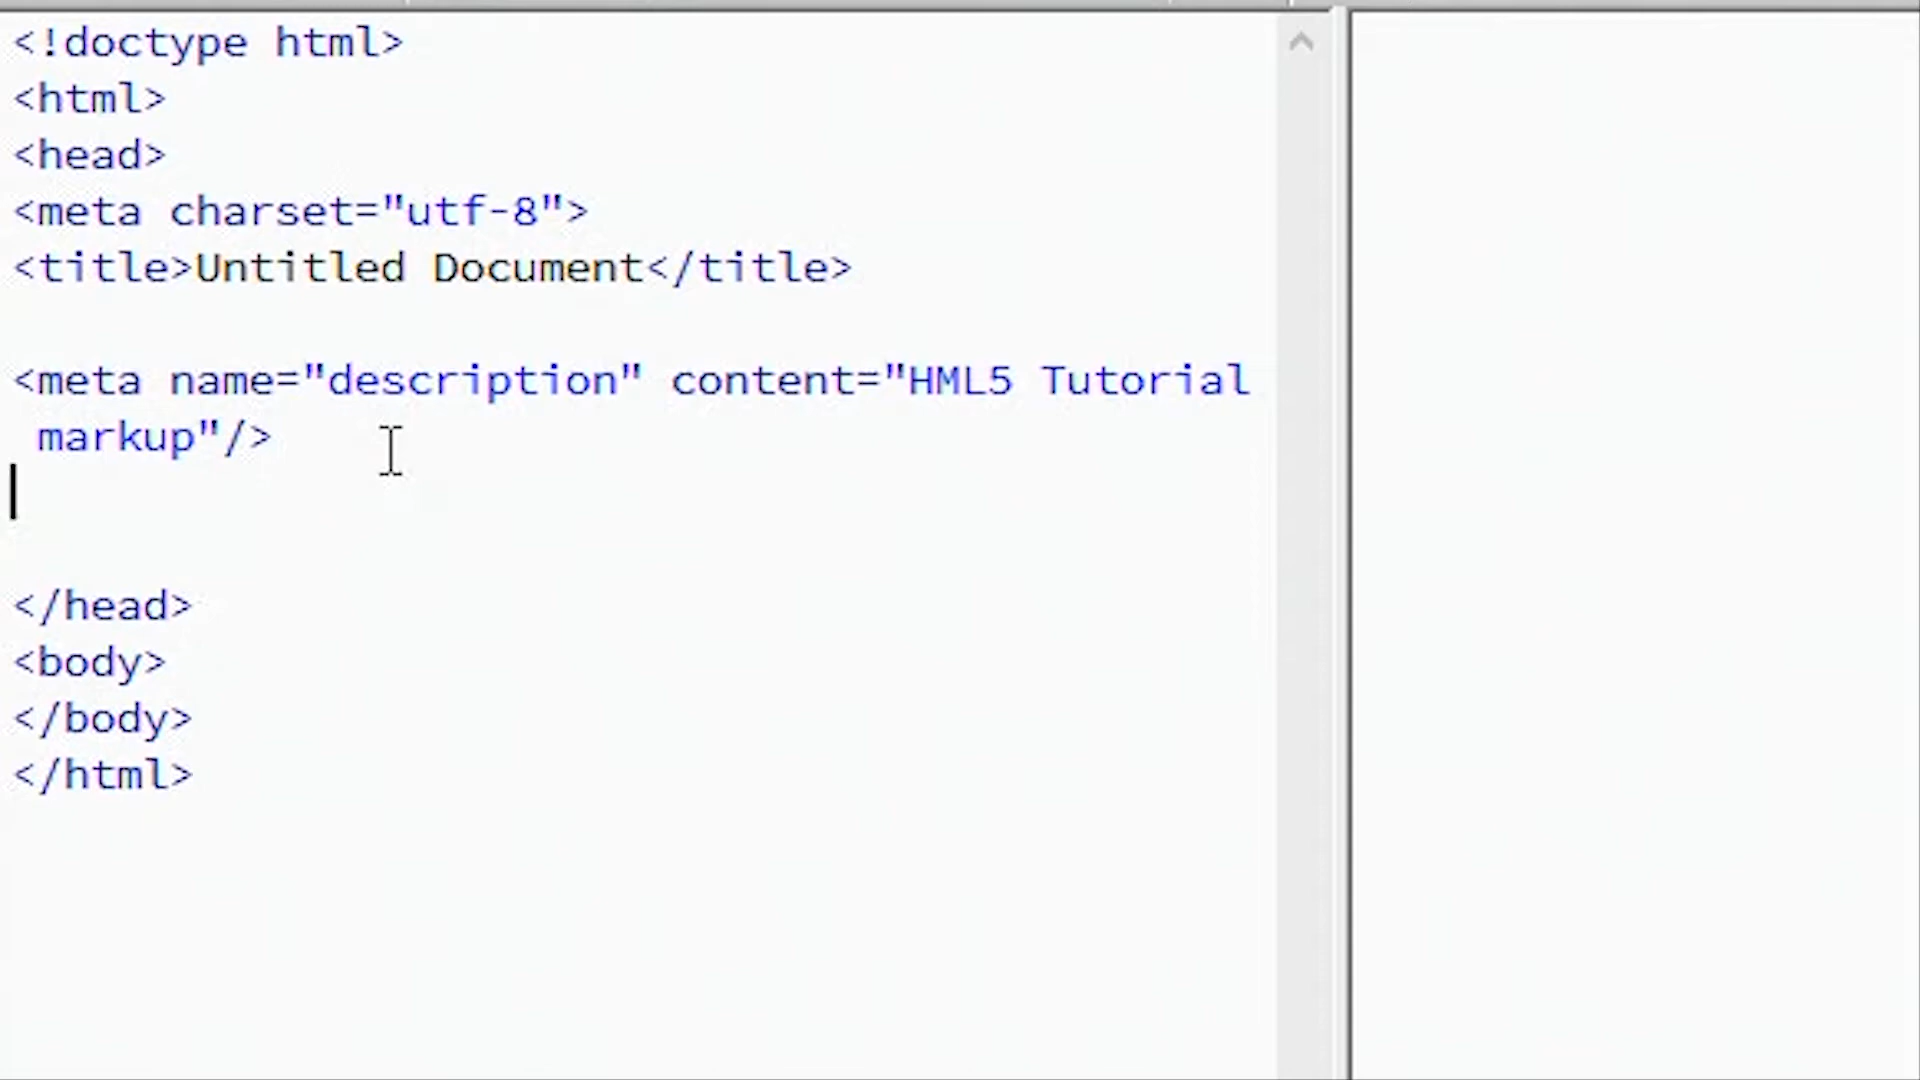 <!doctype html>
<html>
<head>
<meta charset="utf-8">
<title>Untitled Document</title>
<meta name="description" content="HML5 Tutorial
markup"/>
</head>
<body>
</body>
</html>